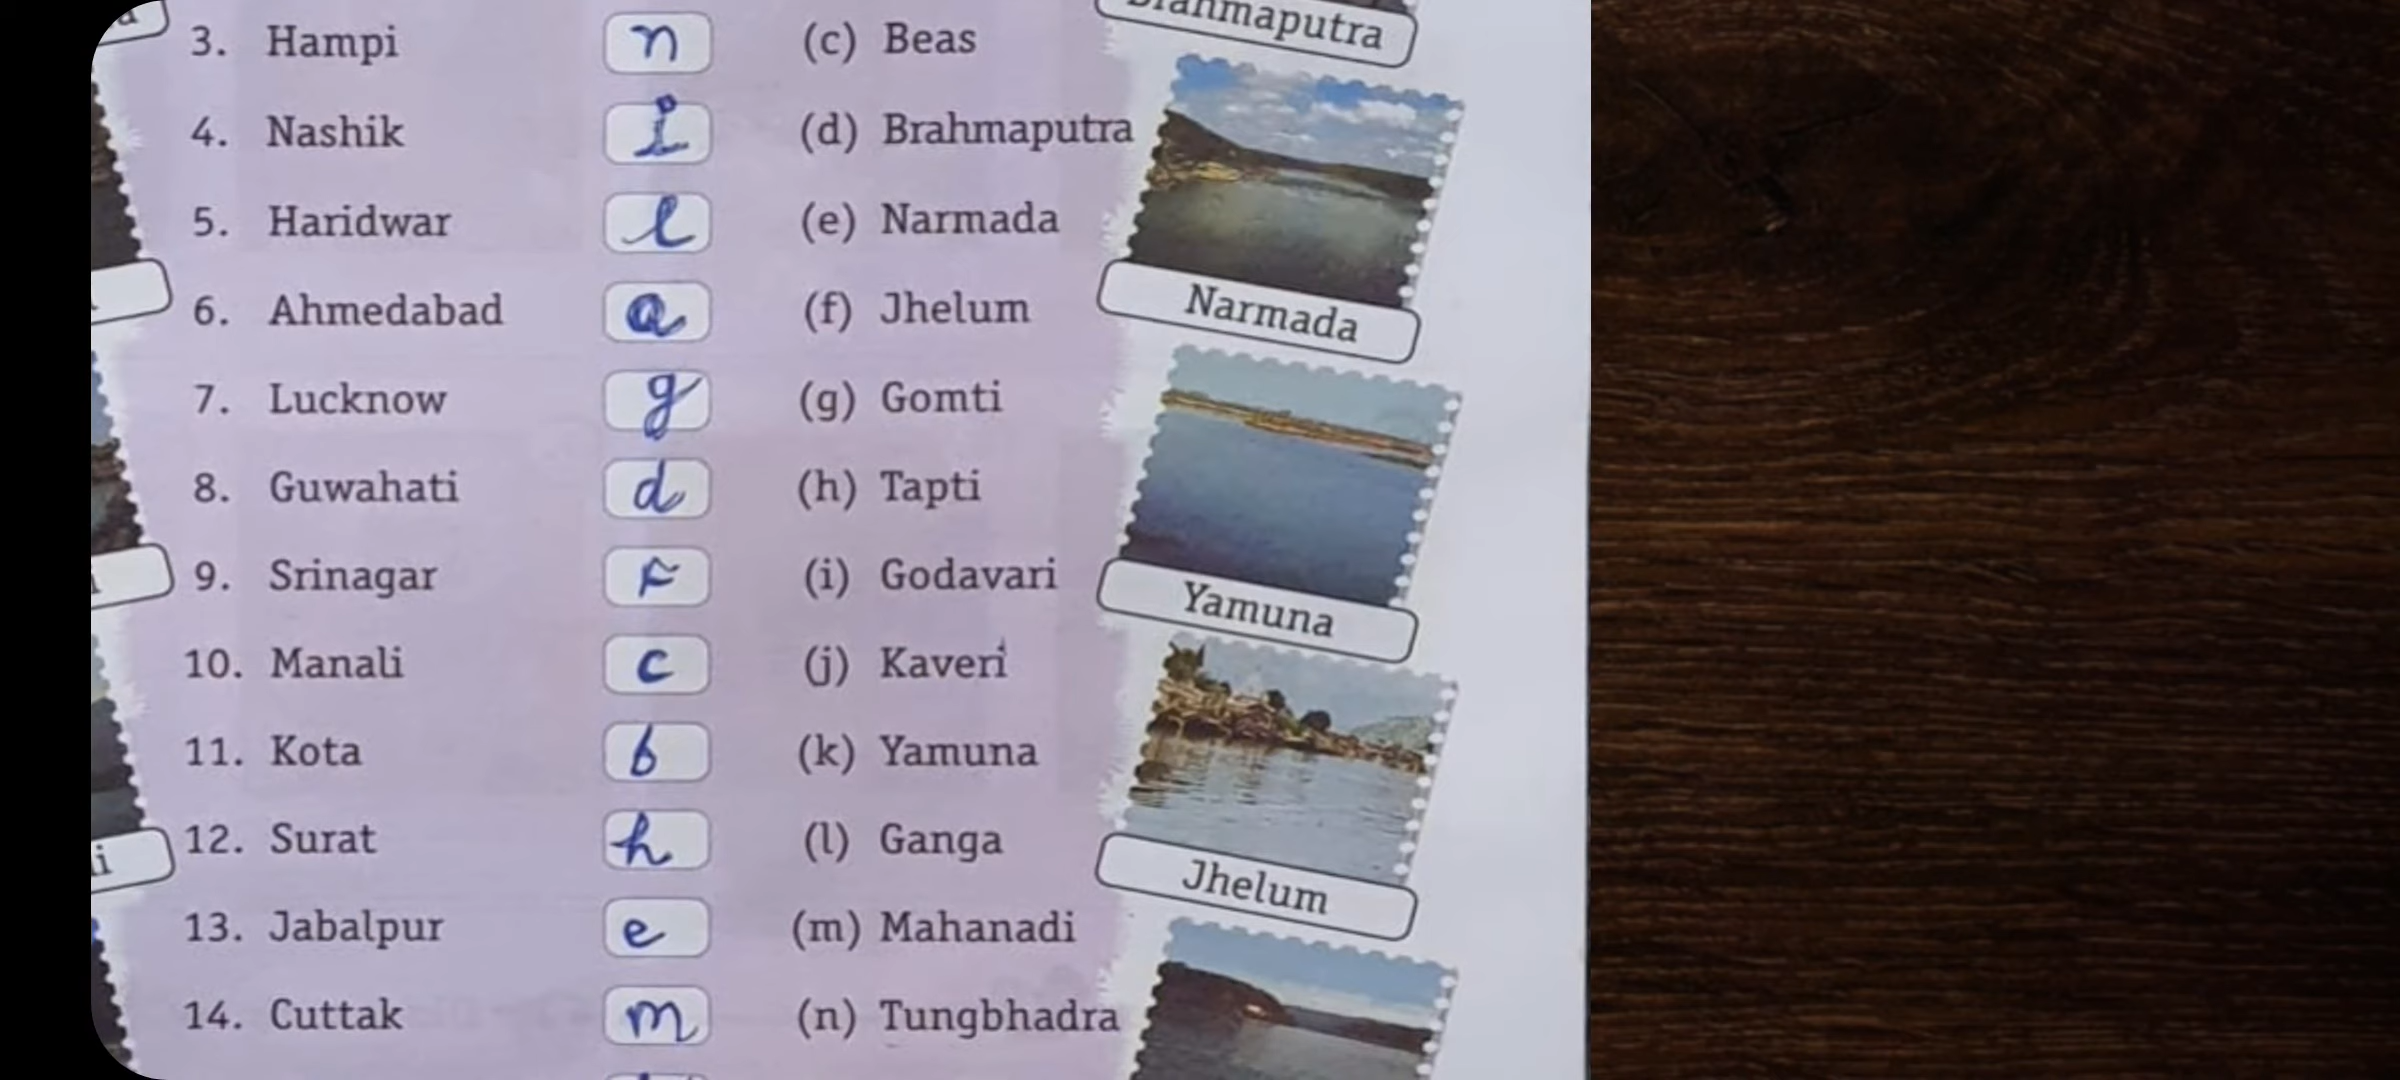 Brahmaputra
3. Hampi n (c) Beas
4. Nashik i (d) Brahmaputra
5. Haridwar l (e) Narmada
Narmada
6. Ahmedabad a (f) Jhelum
7. Lucknow g (g) Gomti
8. Guwahati d (h) Tapti
9. Srinagar F (i) Godavari
Yamuna
10. Manali c (j) Kaveri
11. Kota b (k) Yamuna
12. Surat h (l) Ganga
Jhelum
13. Jabalpur e (m) Mahanadi
14. Cuttak m (n) Tungbhadra